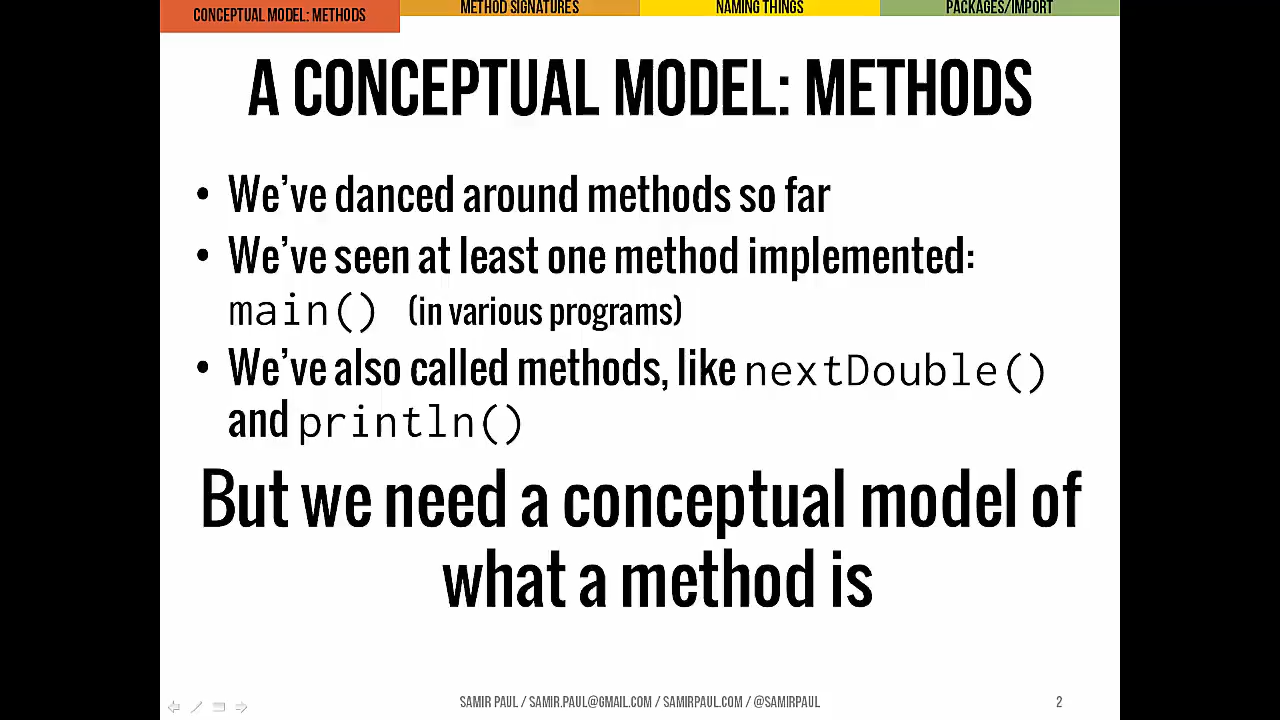 CONCEPTUAL MODEL: METHODS
METHOD SIGNATURES
NAMING THINGS
PACKAGES/IMPORT
A CONCEPTUAL MODEL: METHODS
• We've danced around methods so far
• We've seen at least one method implemented:
main() (in various programs)
• We've also called methods, like nextDouble()
and println()
But we need a conceptual model of
what a method is
SAMIR PAUL / SAMIR.PAUL@GMAIL.COM / SAMIRPAUL.COM / @SAMIRPAUL
2